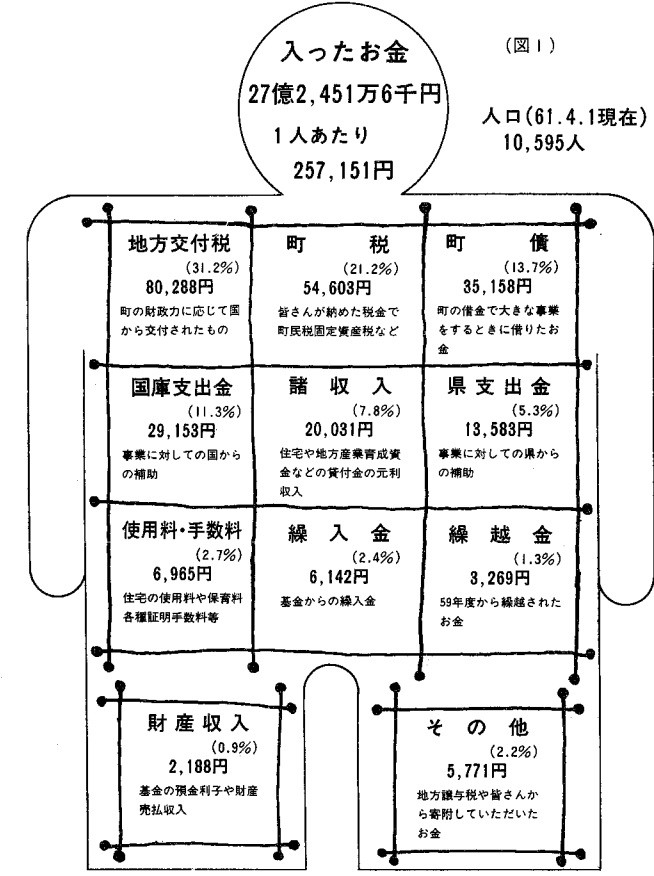 入ったお金
27億2,451万6千円
1人あたり
257,151円
(図1)
人口(61.4.1現在)
10,595人
地方交付税
(31.2%)
80,288円
町の財政力に応じて国
から交付されたもの
町税
(21.2%)
54,603円
皆さんが納めた税金で
町民税固定資産税など
町債
(13.7%)
35,158円
町の借金で大きな事業
をするときに借りたお
金
国庫支出金
(11.3%)
29,153円
事業に対しての国から
の補助
諸収入
(7.8%)
20,031円
住宅や地方産業育成資
金などの貸付金の元利
収入
県支出金
(5.3%)
13,583円
事業に対しての県から
の補助
使用料・手数料
(2.7%)
6,965円
住宅の使用料や保育料
各種証明手数料等
繰入金
(2.4%)
6,142円
基金からの繰入金
繰越金
(1.3%)
3,269円
59年度から繰越された
お金
財産収入
(0.9%)
2,188円
基金の預金利子や財産
売払収入
その他
(2.2%)
5,771円
地方譲与税や皆さんか
ら寄附していただいた
お金